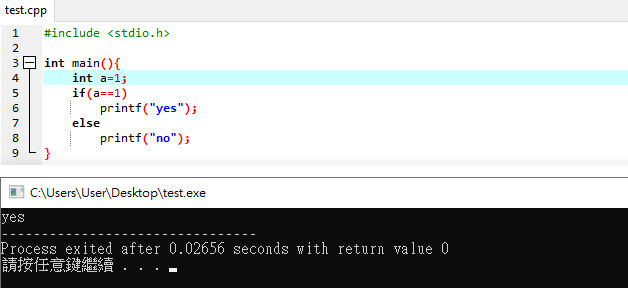 test.cpp
1 #include <stdio.h>
2
3 int main(){
4 int a=1;
5 if(a==1)
6 printf("yes");
7 else
8 printf("no");
9 }
C:\Users\User\Desktop\test.exe
yes
--------------------------------
Process exited after 0.02656 seconds with return value 0
請按任意鍵繼續 . . .